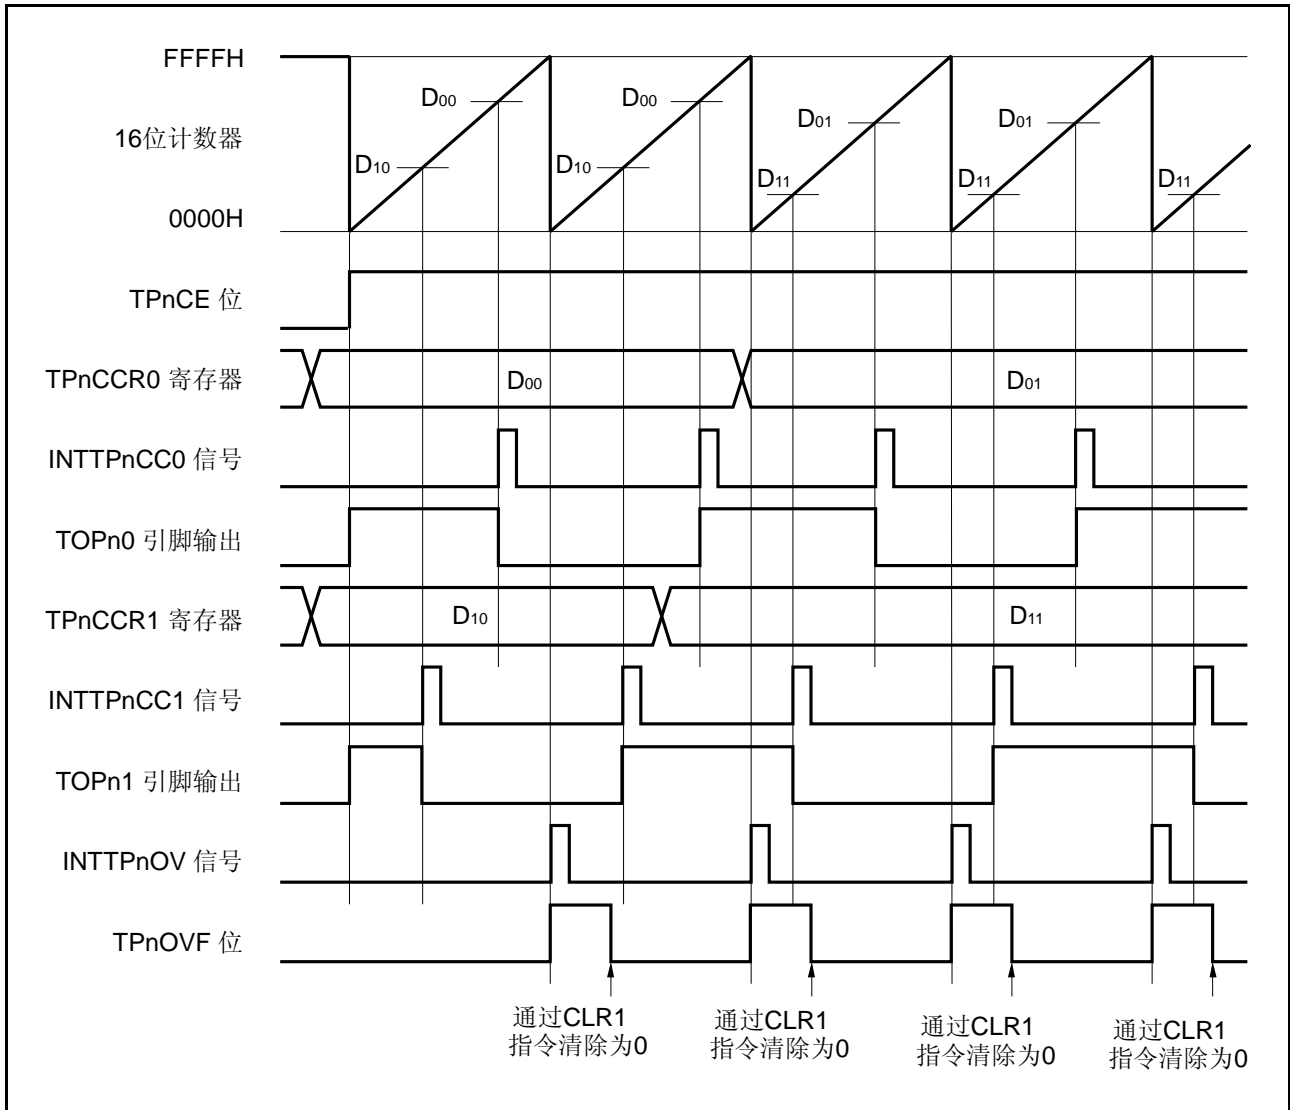 FFFFH
D00
D00
D01
D01
16位计数器
D10
D10
D11
D11
D11
0000H
TPnCE 位
TPnCCR0 寄存器
D00
D01
INTTPnCC0 信号
TOPn0 引脚输出
TPnCCR1 寄存器
D10
D11
INTTPnCC1 信号
TOPn1 引脚输出
INTTPnOV 信号
TPnOVF 位
通过CLR1
指令清除为0
通过CLR1
指令清除为0
通过CLR1
指令清除为0
通过CLR1
指令清除为0